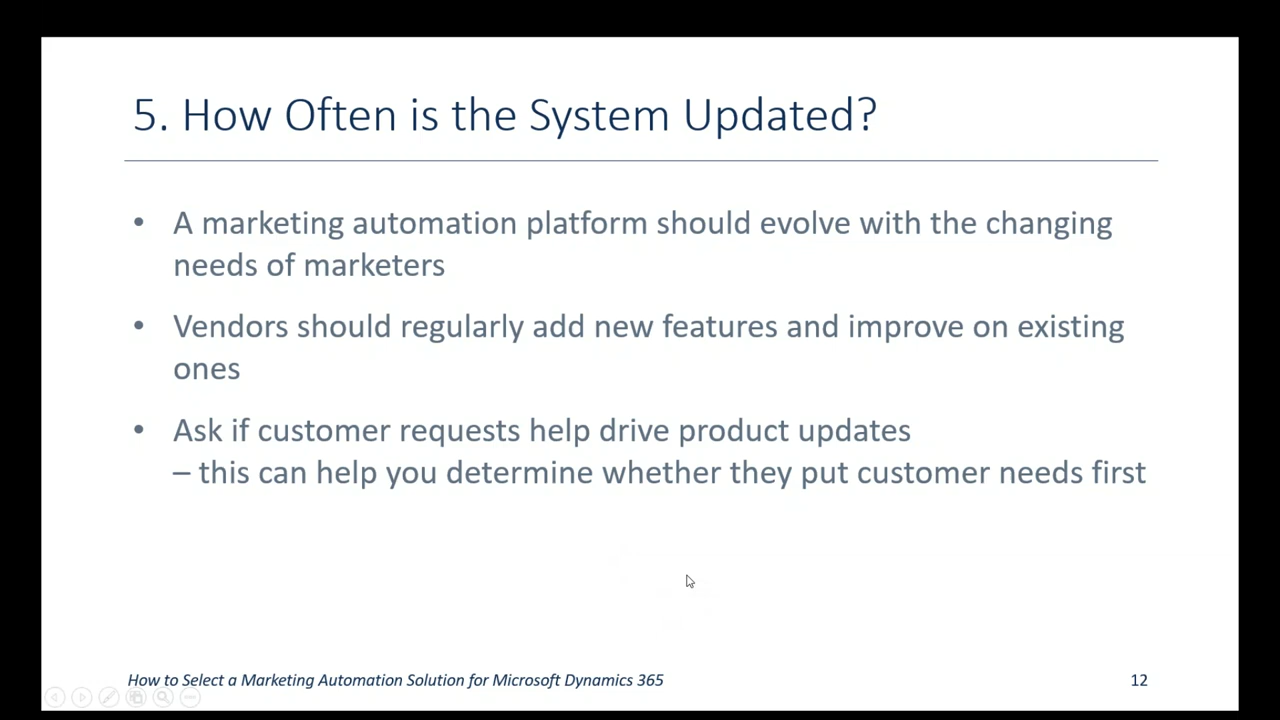 5. How Often is the System Updated?
• A marketing automation platform should evolve with the changing
needs of marketers
• Vendors should regularly add new features and improve on existing
ones
• Ask if customer requests help drive product updates
– this can help you determine whether they put customer needs first
How to Select a Marketing Automation Solution for Microsoft Dynamics 365
12